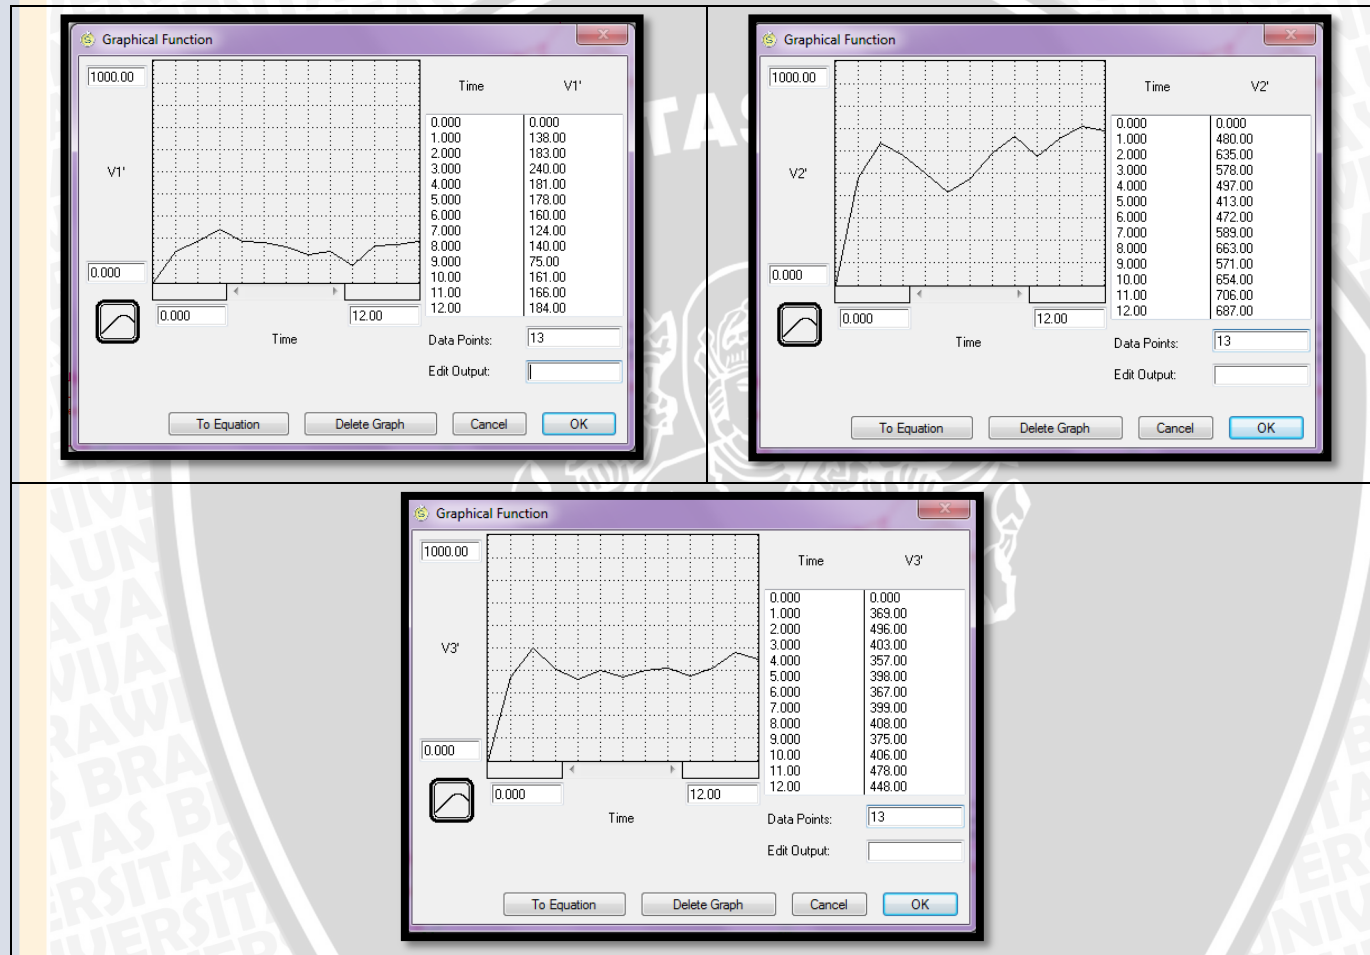 Graphical Function
1000.00
Time V1'
0.000 0.000
1.000 138.00
2.000 183.00
3.000 240.00
4.000 181.00
5.000 178.00
6.000 160.00
7.000 124.00
8.000 140.00
9.000 75.00
10.00 161.00
11.00 166.00
12.00 184.00
V1'
0.000
0.000 12.00
Time
Data Points: 13
Edit Output:
To Equation Delete Graph Cancel OK
Graphical Function
1000.00
Time V2'
0.000 0.000
1.000 480.00
2.000 635.00
3.000 578.00
4.000 497.00
5.000 413.00
6.000 472.00
7.000 589.00
8.000 663.00
9.000 571.00
10.00 654.00
11.00 706.00
12.00 687.00
V2'
0.000
0.000 12.00
Time
Data Points: 13
Edit Output:
To Equation Delete Graph Cancel OK
Graphical Function
1000.00
Time V3'
0.000 0.000
1.000 369.00
2.000 496.00
3.000 403.00
4.000 357.00
5.000 398.00
6.000 367.00
7.000 399.00
8.000 408.00
9.000 375.00
10.00 406.00
11.00 478.00
12.00 448.00
V3'
0.000
0.000 12.00
Time
Data Points: 13
Edit Output:
To Equation Delete Graph Cancel OK